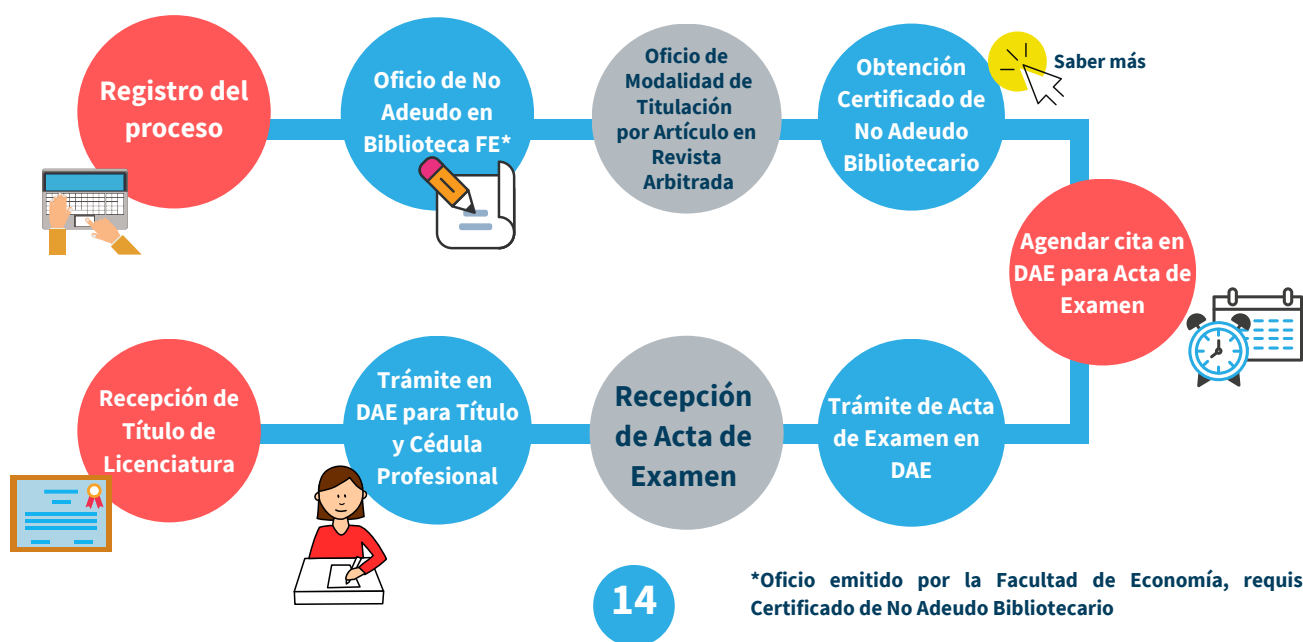 Registro del
proceso
Oficio de No
Adeudo en
Biblioteca FE*
Oficio de
Modalidad de
Titulación
por Artículo en
Revista
Arbitrada
Obtención
Certificado de
No Adeudo
Bibliotecario
Saber más
Agendar cita en
DAE para Acta de
Examen
Trámite de Acta
de Examen en
DAE
Recepción
de Acta de
Examen
Trámite en
DAE para Título
y Cédula
Profesional
Recepción de
Título de
Licenciatura
14
*Oficio emitido por la Facultad de Economía, requis
Certificado de No Adeudo Bibliotecario